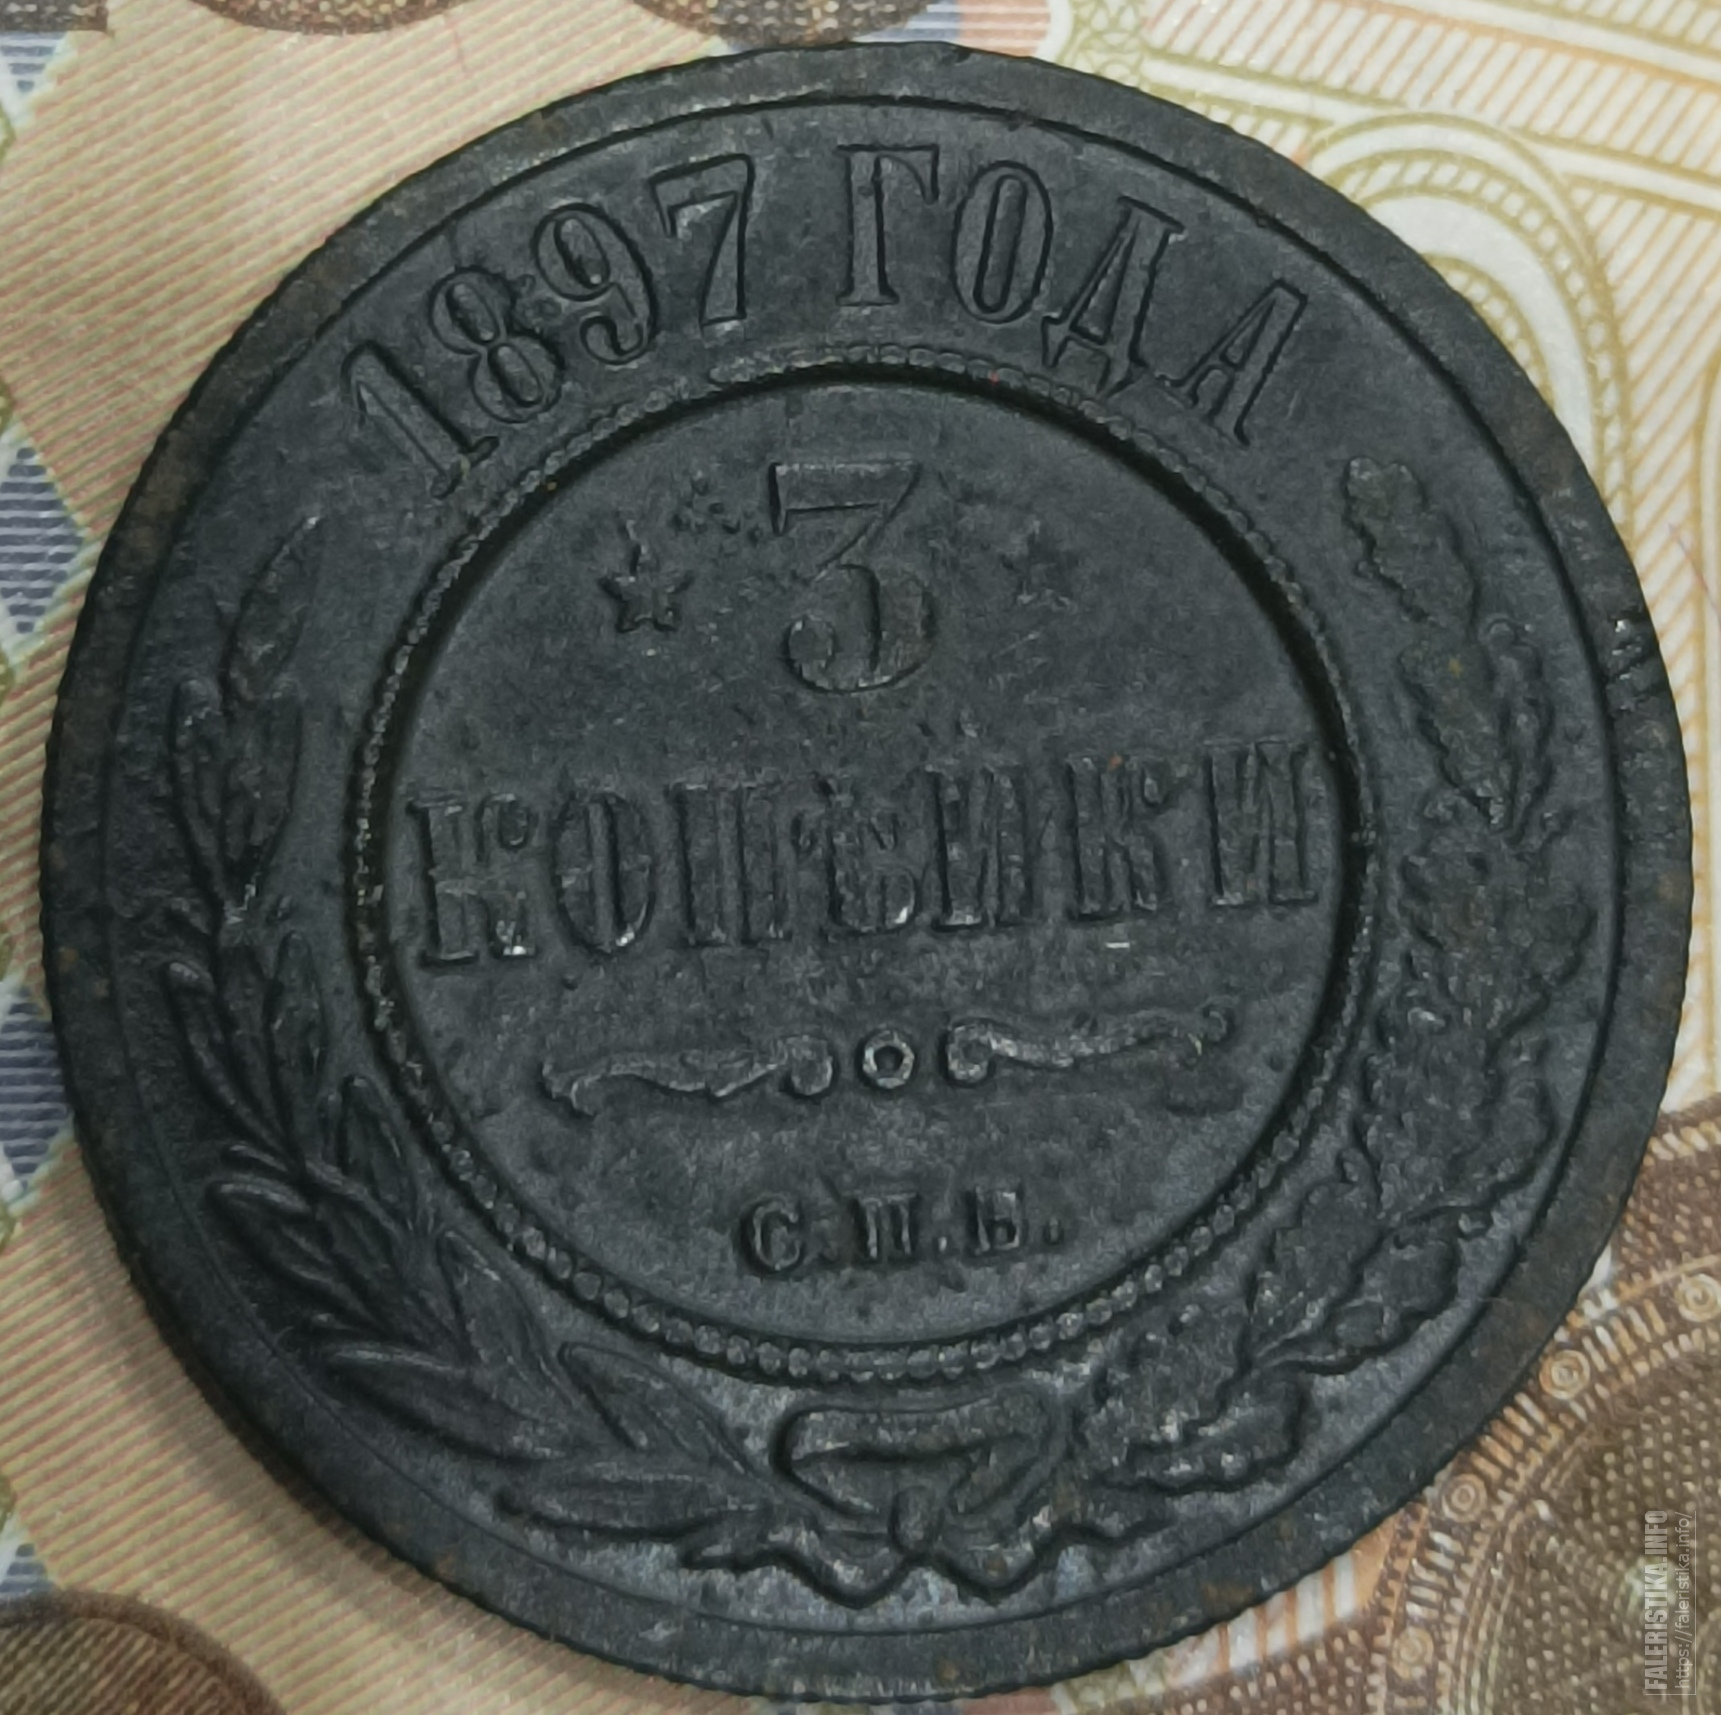 1897 ГОДА
3
КОПѢЙКИ
С.П.Б.
FALERISTIKA.INFO
https://faleristika.info/